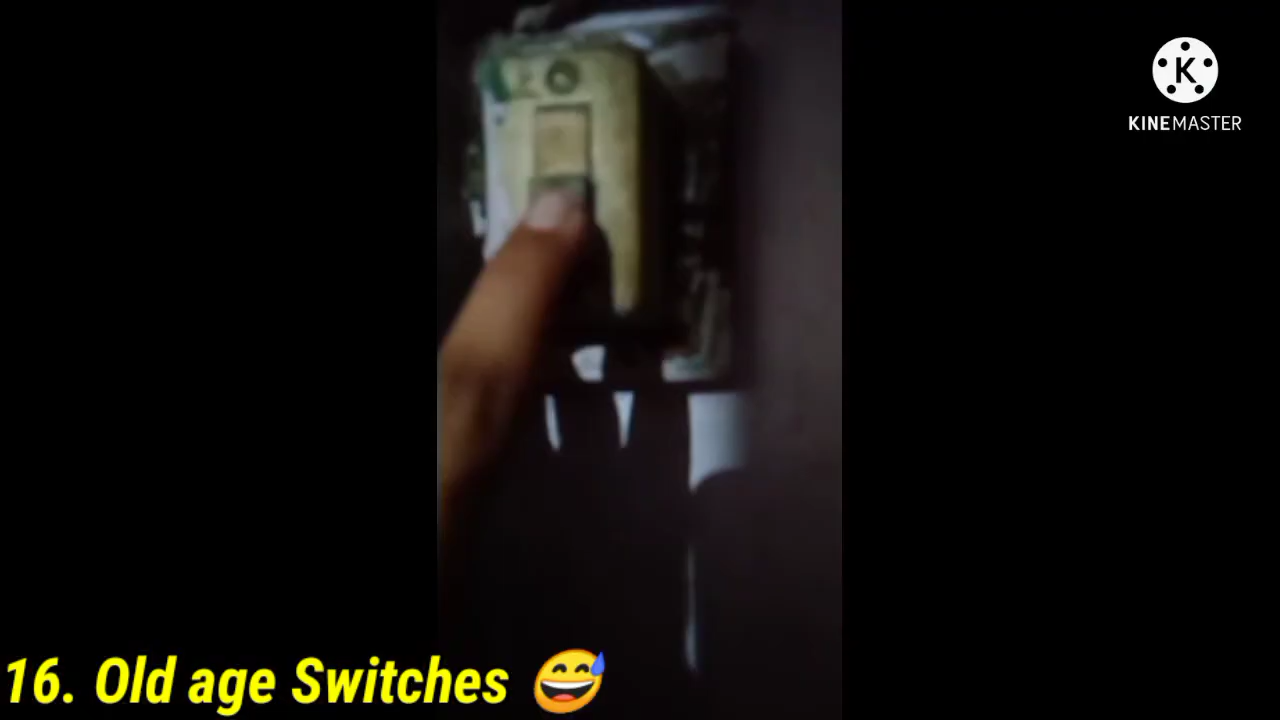 K
KINEMASTER
16. Old age Switches 😅